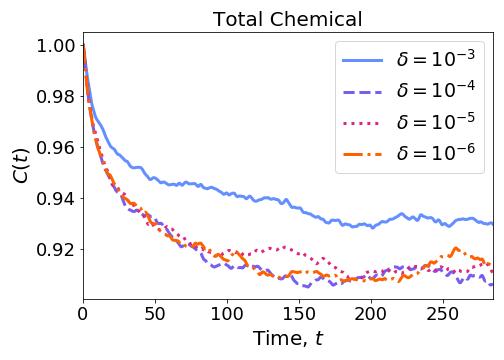 Total Chemical
1.00
0.98
0.96
0.94
0.92
C(t)
δ = 10⁻³
δ = 10⁻⁴
δ = 10⁻⁵
δ = 10⁻⁶
0 50 100 150 200 250
Time, t